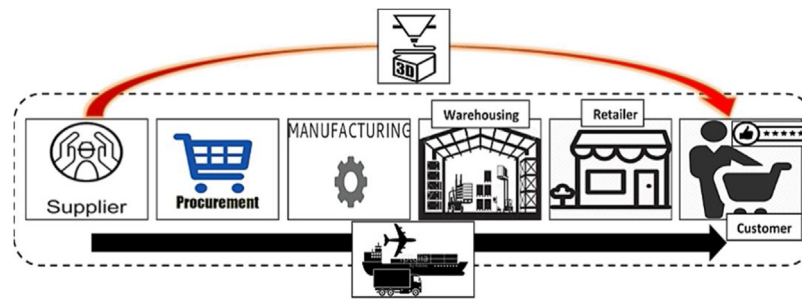 3D
Supplier
Procurement
MANUFACTURING
Warehousing
Retailer
Customer